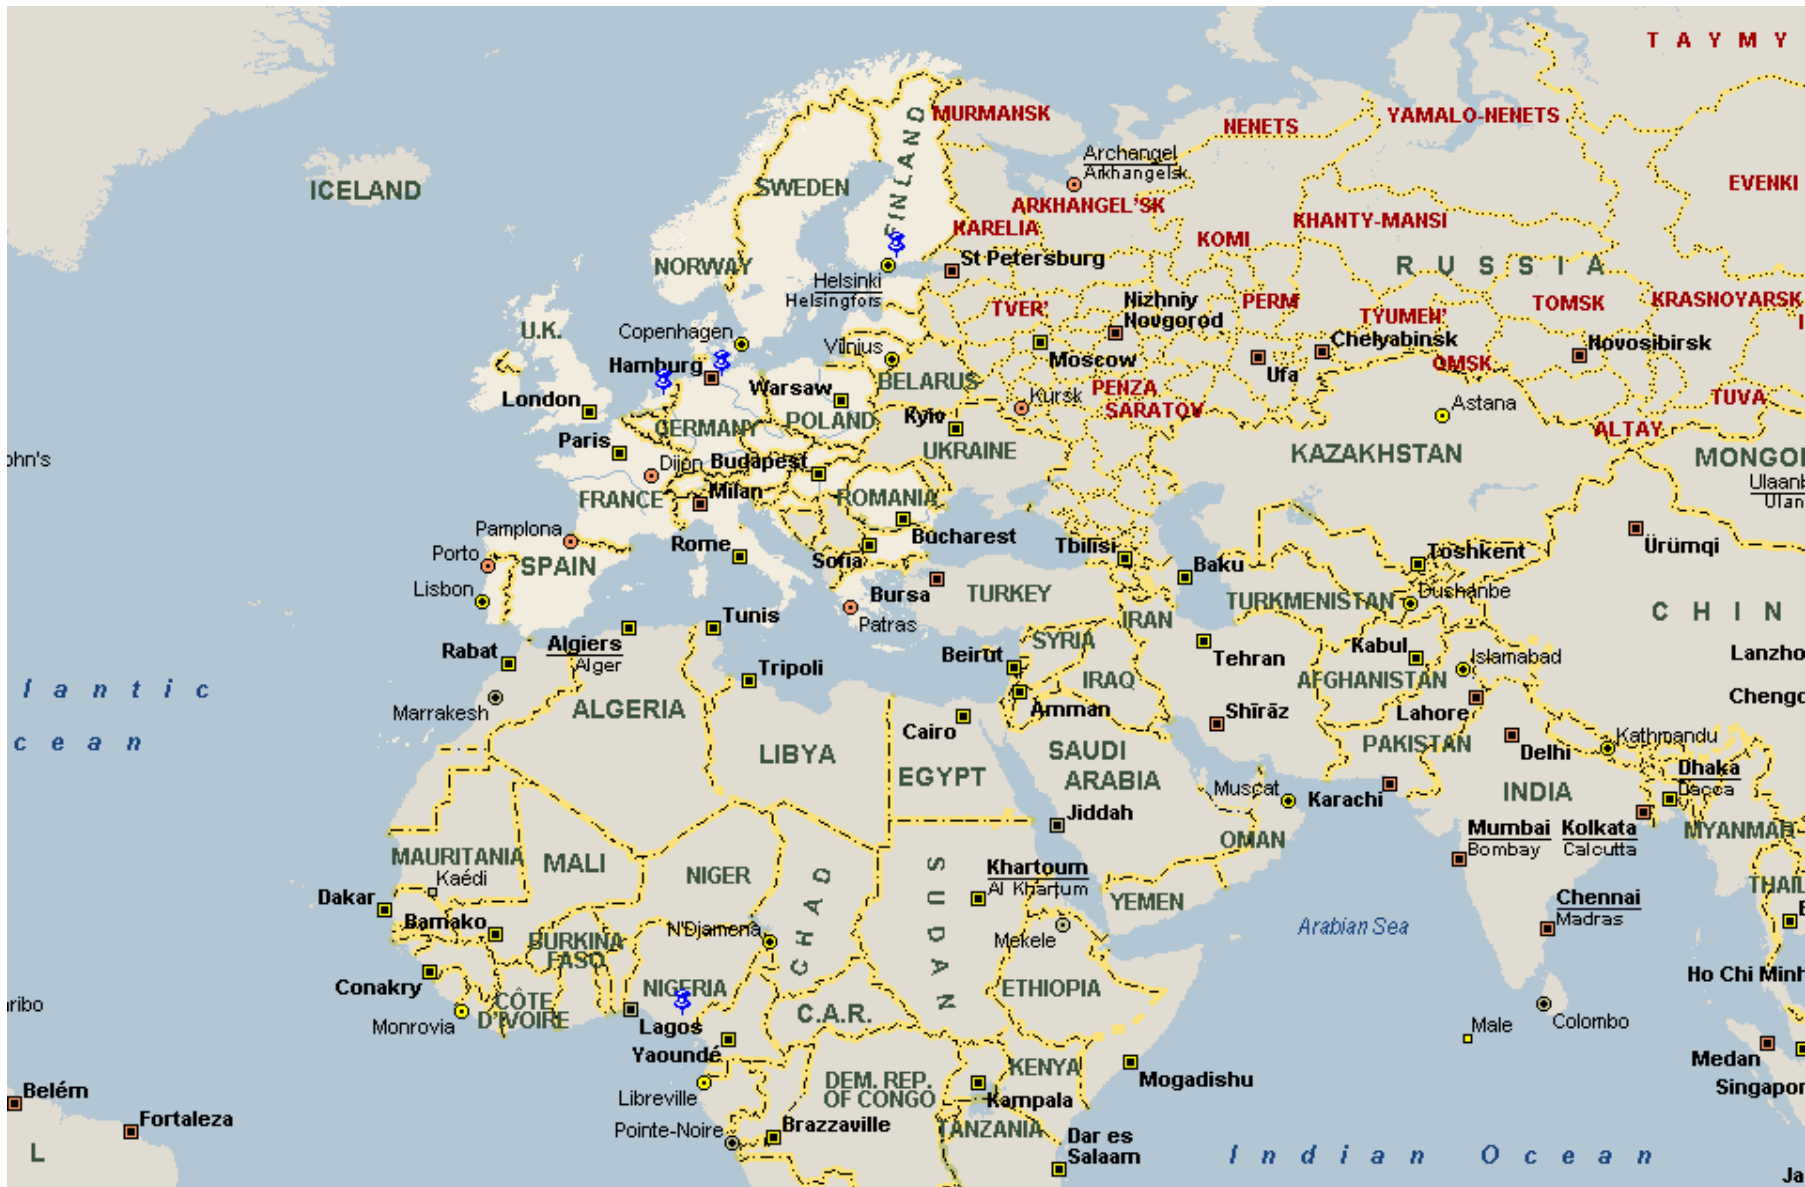 T A Y M Y
MURMANSK
YAMALO-NENETS
NENETS
Archangel
Arkhangelsk
FINLAND
ICELAND
SWEDEN
EVENKI
ARKHANGEL'SK
KHANTY-MANSI
KARELIA
KOMI
NORWAY
St Petersburg
R U S S I A
Helsinki
Helsingfors
TVER'
Nizhniy
Novgorod
PERM'
TYUMEN'
TOMSK
KRASNOYARSK
U.K.
Copenhagen
Vilnius
Moscow
Chelyabinsk
Novosibirsk
Hamburg
Ufa
OMSK
Warsaw
BELARUS
PENZA
Kursk
SARATOV
TUVA
London
Astana
POLAND
Kyiv
GERMANY
ALTAY
Paris
UKRAINE
KAZAKHSTAN
MONGOL
ohn's
Dijon
Budapest
Ulaanb
Ulan
FRANCE
Milan
ROMANIA
Pamplona
Bucharest
Porto
Rome
Sofia
Tbilisi
Toshkent
Ürümqi
SPAIN
Baku
Lisbon
Bursa
TURKEY
TURKMENISTAN
Dushanbe
Patras
Tunis
IRAN
C H I N
Rabat
Algiers
Alger
SYRIA
Beirut
Tehran
Kabul
Islamabad
Lanzho
Tripoli
IRAQ
AFGHANISTAN
l a n t i c
Marrakesh
ALGERIA
Amman
Shīrāz
Lahore
Chengd
c e a n
Cairo
PAKISTAN
Delhi
Kathmandu
LIBYA
SAUDI
ARABIA
EGYPT
Muscat
Karachi
INDIA
Dhaka
Dacca
Jiddah
OMAN
Mumbai
Bombay
Kolkata
Calcutta
MYANMAR
MAURITANIA
Kaédi
MALI
NIGER
CHAD
SUDAN
Khartoum
Al Khartum
THAIL
Dakar
YEMEN
Chennai
Madras
Bamako
BURKINA
FASO
N'Djamena
Mekele
Arabian Sea
Conakry
NIGERIA
ETHIOPIA
Ho Chi Minh
aribo
CÔTE
D'IVOIRE
Monrovia
Lagos
C.A.R.
Male
Colombo
Yaoundé
KENYA
Medan
Belém
Libreville
DEM. REP.
OF CONGO
Kampala
Mogadishu
Singapor
Fortaleza
Pointe-Noire
Brazzaville
TANZANIA
Dar es
Salaam
L
I n d i a n O c e a n
Ja